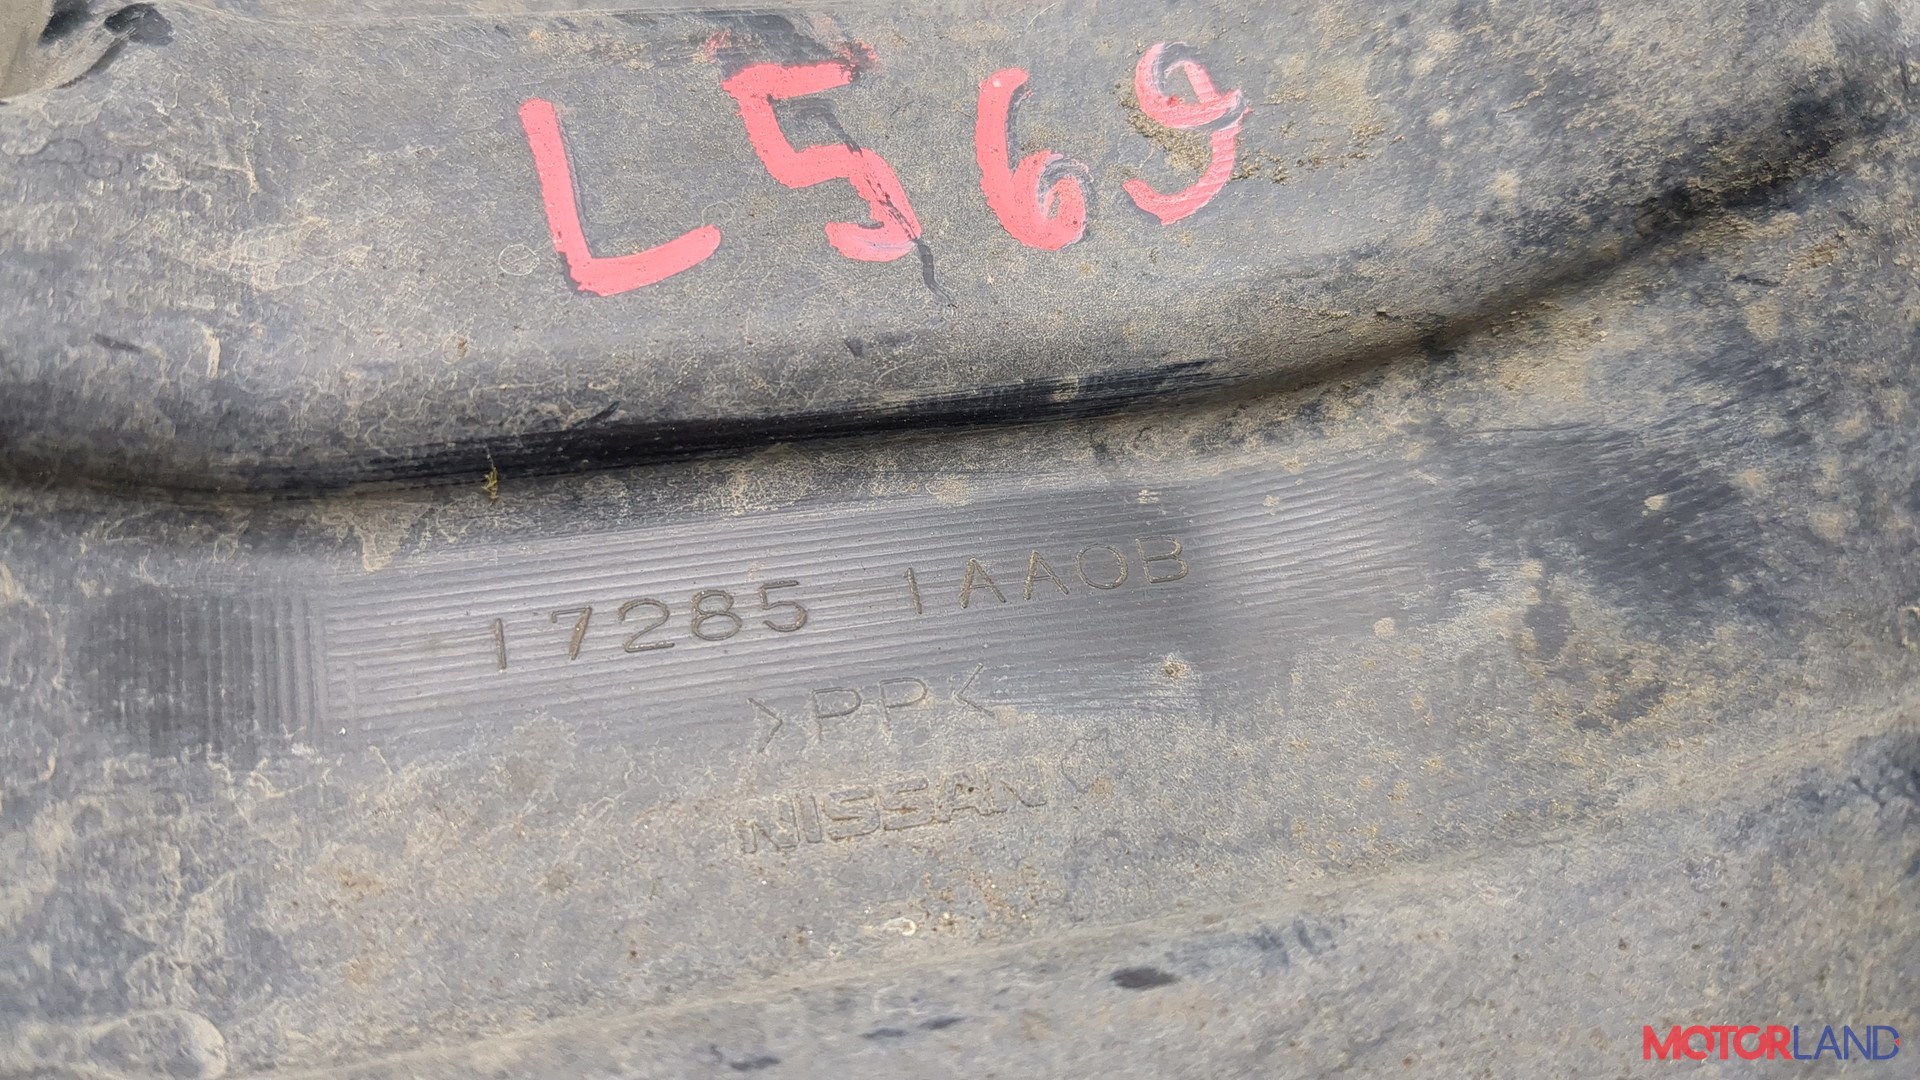 L569
17285 1AA0B
>PP<
NISSAN
MOTORLAND